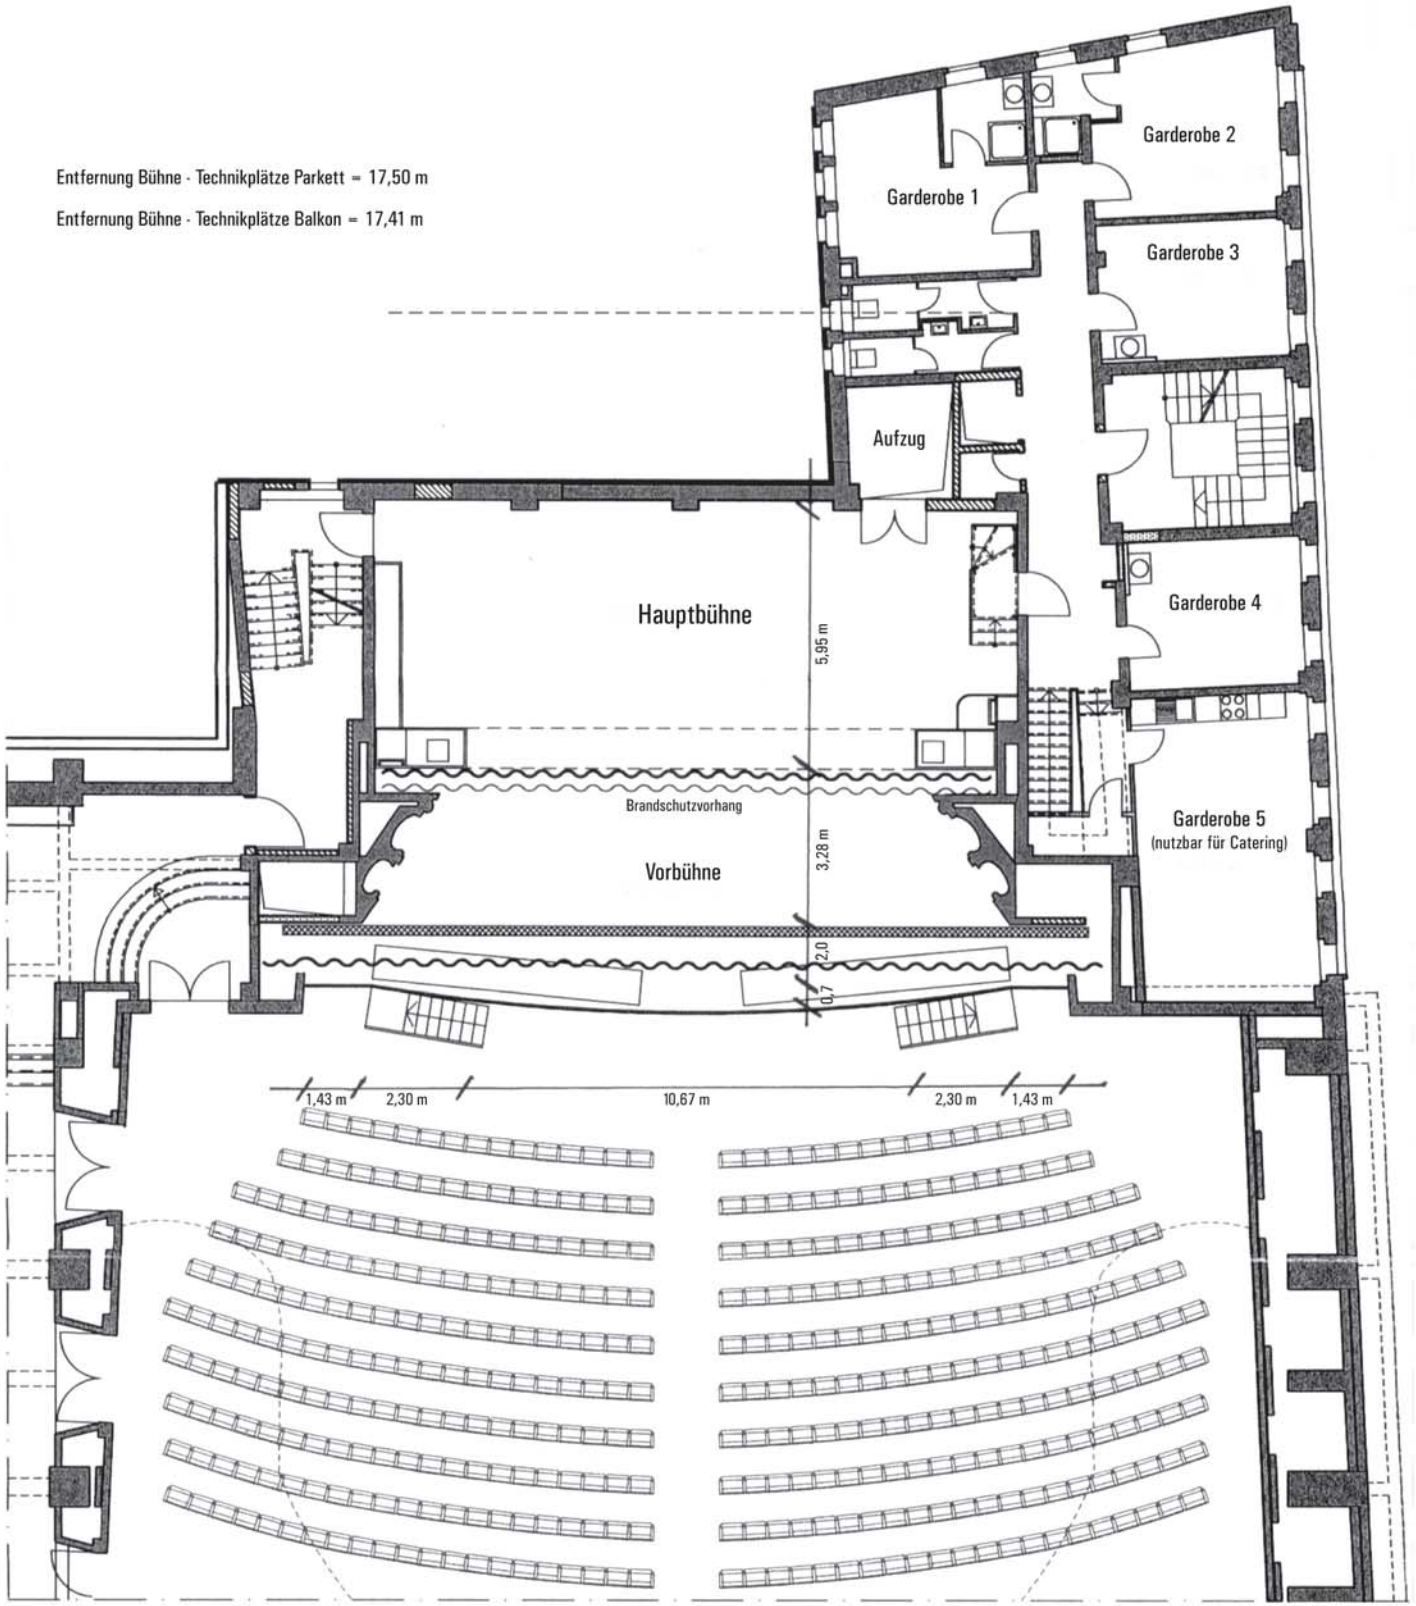 Entfernung Bühne - Technikplätze Parkett = 17,50 m
Entfernung Bühne - Technikplätze Balkon = 17,41 m
Garderobe 1
Garderobe 2
Garderobe 3
Aufzug
Garderobe 4
Hauptbühne
5,95 m
Brandschutzvorhang
Vorbühne
3,28 m
Garderobe 5
(nutzbar für Catering)
2,0
0,7
1,43 m
2,30 m
10,67 m
2,30 m
1,43 m